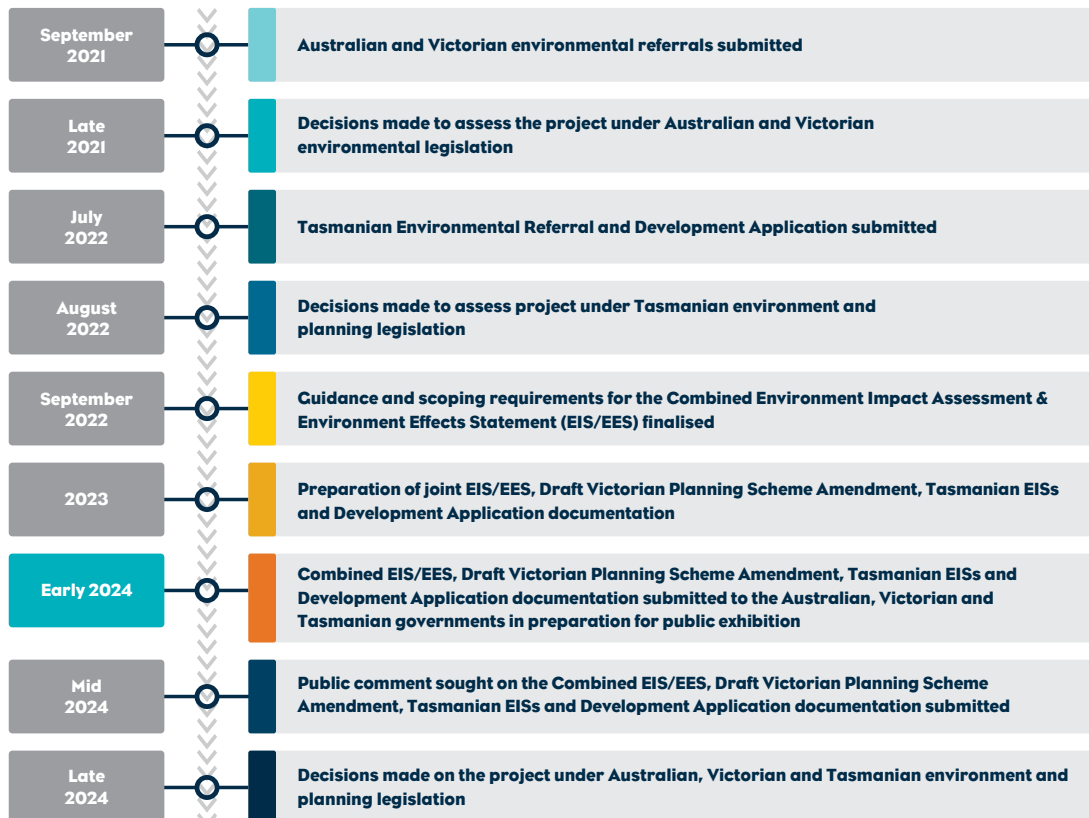 September
2021
Australian and Victorian environmental referrals submitted
Late
2021
Decisions made to assess the project under Australian and Victorian
environmental legislation
July
2022
Tasmanian Environmental Referral and Development Application submitted
August
2022
Decisions made to assess project under Tasmanian environment and
planning legislation
September
2022
Guidance and scoping requirements for the Combined Environment Impact Assessment &
Environment Effects Statement (EIS/EES) finalised
2023
Preparation of joint EIS/EES, Draft Victorian Planning Scheme Amendment, Tasmanian EISs
and Development Application documentation
Early 2024
Combined EIS/EES, Draft Victorian Planning Scheme Amendment, Tasmanian EISs and
Development Application documentation submitted to the Australian, Victorian and
Tasmanian governments in preparation for public exhibition
Mid
2024
Public comment sought on the Combined EIS/EES, Draft Victorian Planning Scheme
Amendment, Tasmanian EISs and Development Application documentation submitted
Late
2024
Decisions made on the project under Australian, Victorian and Tasmanian environment and
planning legislation